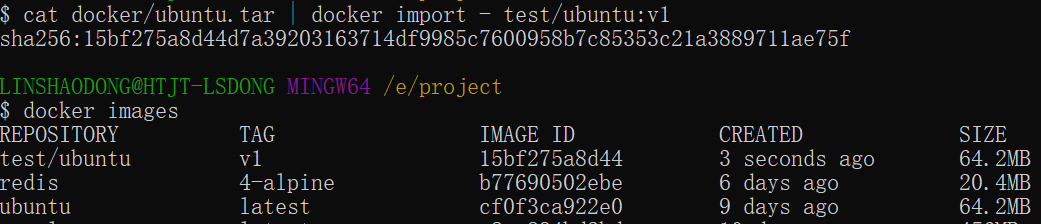 $ cat docker/ubuntu.tar | docker import - test/ubuntu:v1
sha256:15bf275a8d44d7a39203163714df9985c7600958b7c85353c21a3889711ae75f
LINSHAODONG@HTJT-LSDONG MINGW64 /e/project
$ docker images
REPOSITORY TAG IMAGE ID CREATED SIZE
test/ubuntu v1 15bf275a8d44 3 seconds ago 64.2MB
redis 4-alpine b77690502ebe 6 days ago 20.4MB
ubuntu latest cf0f3ca922e0 9 days ago 64.2MB